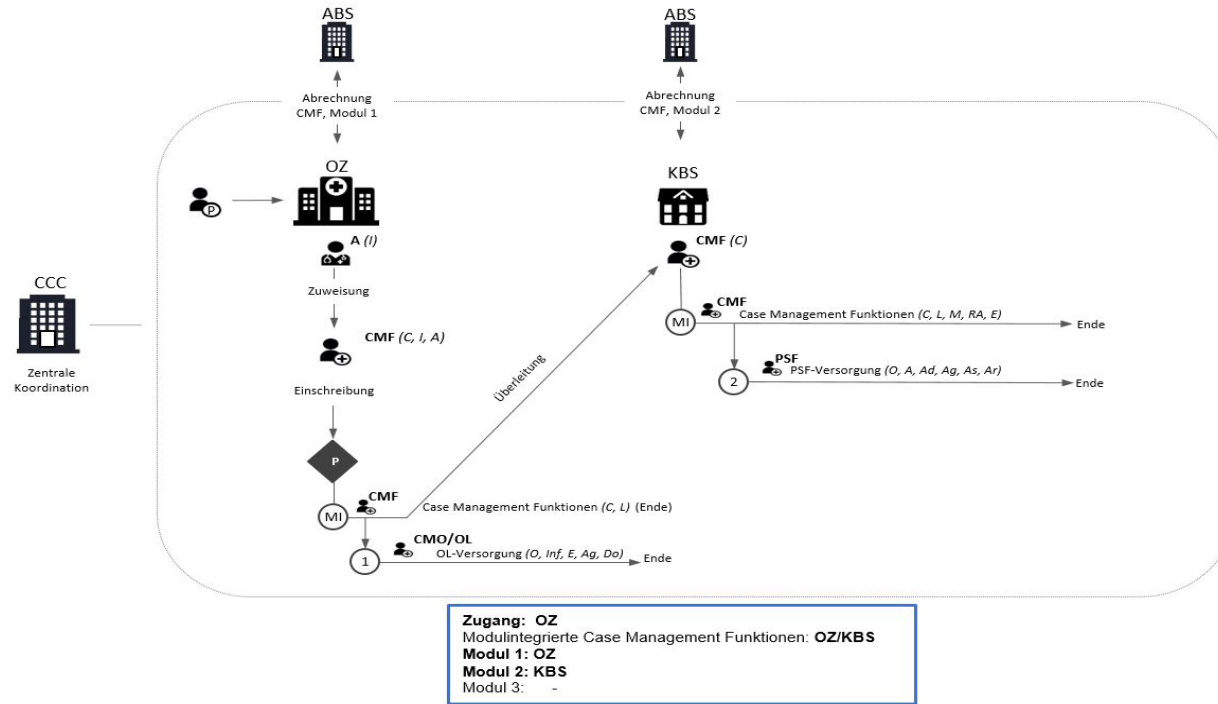 ABS
ABS
Abrechnung
CMF, Modul 1
Abrechnung
CMF, Modul 2
OZ
KBS
P
A (I)
CMF (C)
Zuweisung
CCC
CMF
Case Management Funktionen (C, L, M, RA, E)
MI
Ende
CMF (C, I, A)
Zentrale
Koordination
PSF
PSF-Versorgung (O, A, Ad, Ag, As, Ar)
2
Ende
Einschreibung
Überleitung
P
CMF
MI
Case Management Funktionen (C, L) (Ende)
CMO/OL
OL-Versorgung (O, Inf, E, Ag, Do)
1
Ende
Zugang: OZ
Modulintegrierte Case Management Funktionen: OZ/KBS
Modul 1: OZ
Modul 2: KBS
Modul 3: -